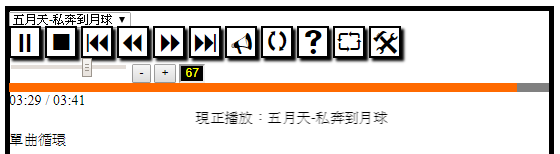 五月天-私奔到月球
?
- + 67
03:29 / 03:41
現正播放：五月天-私奔到月球
單曲循環